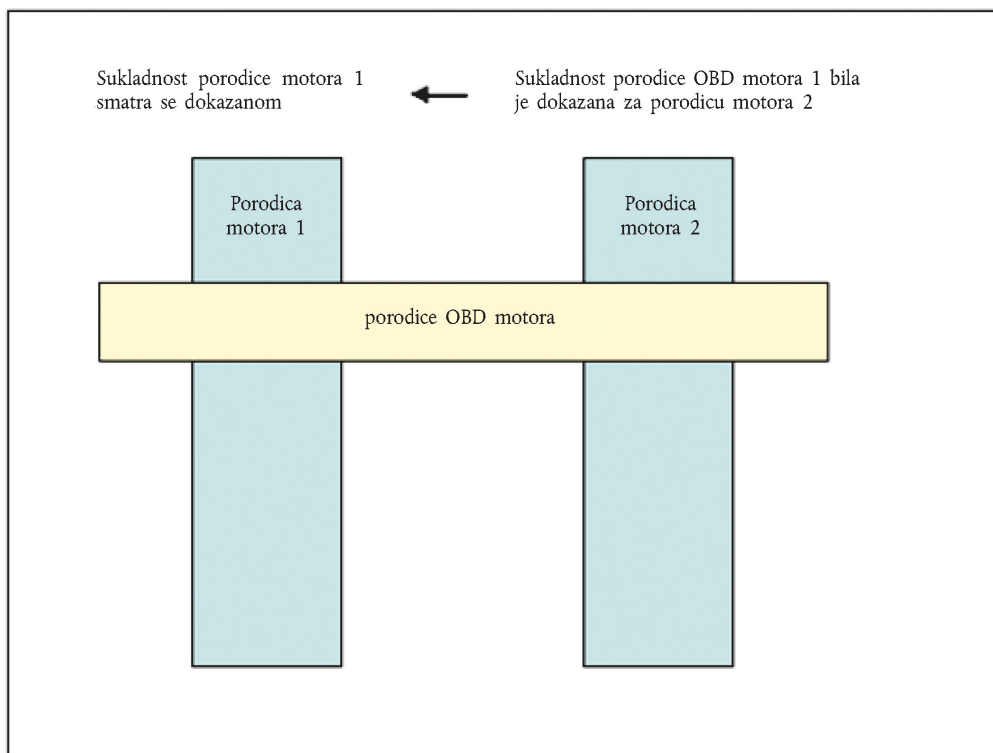 Sukladnost porodice motora 1
smatra se dokazanom
Sukladnost porodice OBD motora 1 bila
je dokazana za porodicu motora 2
Porodica
motora 1
Porodica
motora 2
porodice OBD motora